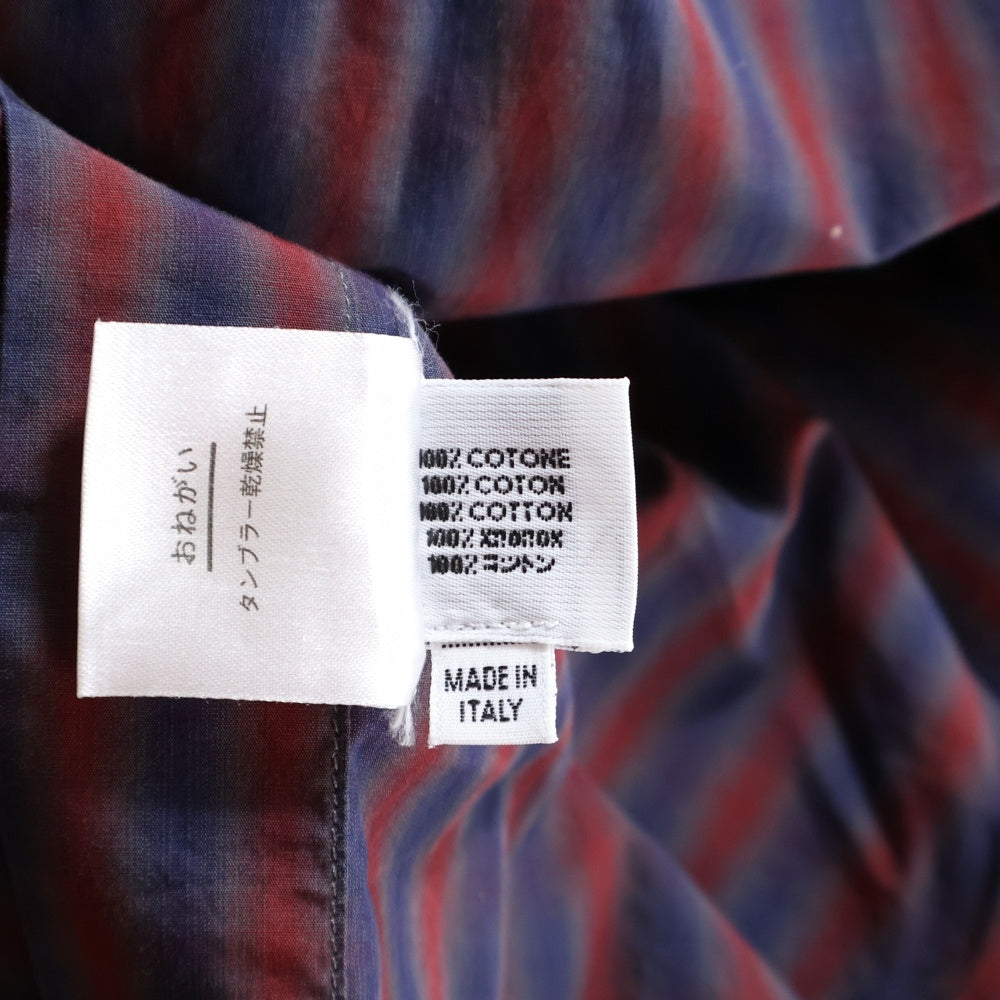 おねがい
タンブラー乾燥禁止
100% COTONE
100% COTON
100% COTTON
100% ХЛОПОК
100% コットン
MADE IN
ITALY